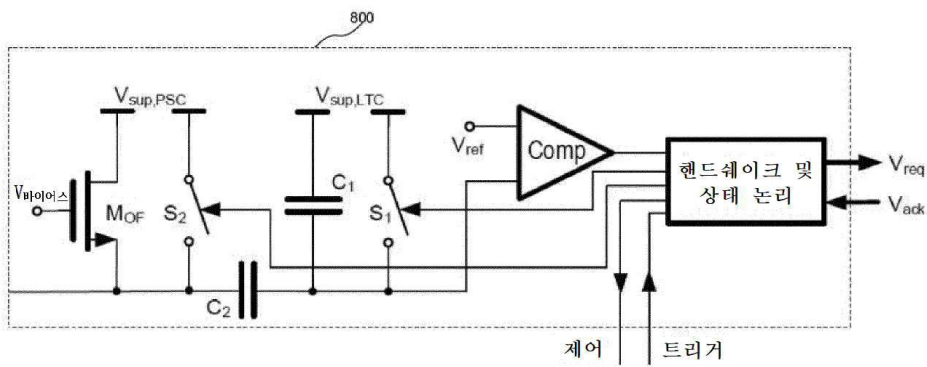 800
Vsup,PSC
Vsup,LTC
Vref
Comp
핸드쉐이크 및
상태 논리
Vreq
Vack
V바이어스
MOF
S2
C1
S1
C2
제어
트리거